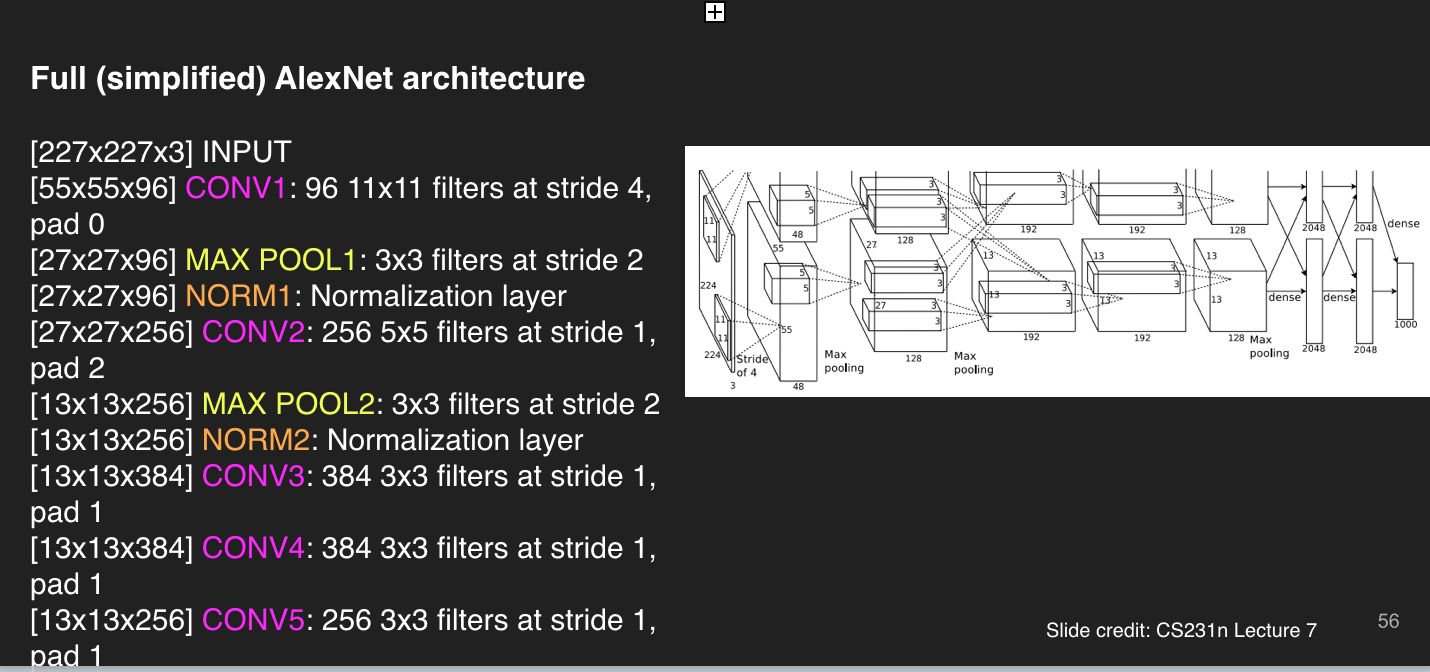 Full (simplified) AlexNet architecture
[227x227x3] INPUT
[55x55x96] CONV1: 96 11x11 filters at stride 4,
pad 0
[27x27x96] MAX POOL1: 3x3 filters at stride 2
[27x27x96] NORM1: Normalization layer
[27x27x256] CONV2: 256 5x5 filters at stride 1,
pad 2
[13x13x256] MAX POOL2: 3x3 filters at stride 2
[13x13x256] NORM2: Normalization layer
[13x13x384] CONV3: 384 3x3 filters at stride 1,
pad 1
[13x13x384] CONV4: 384 3x3 filters at stride 1,
pad 1
[13x13x256] CONV5: 256 3x3 filters at stride 1,
pad 1
11
11
224
11
11
224
3
Stride
of 4
5
5
48
55
5
5
55
48
Max
pooling
3
3
3
128
27
3
3
27
3
3
128
Max
pooling
3
3
192
13
3
3
13
192
3
3
192
13
3
3
13
192
128
13
13
128
Max
pooling
2048
2048
dense
dense
dense
2048
2048
1000
Slide credit: CS231n Lecture 7
56